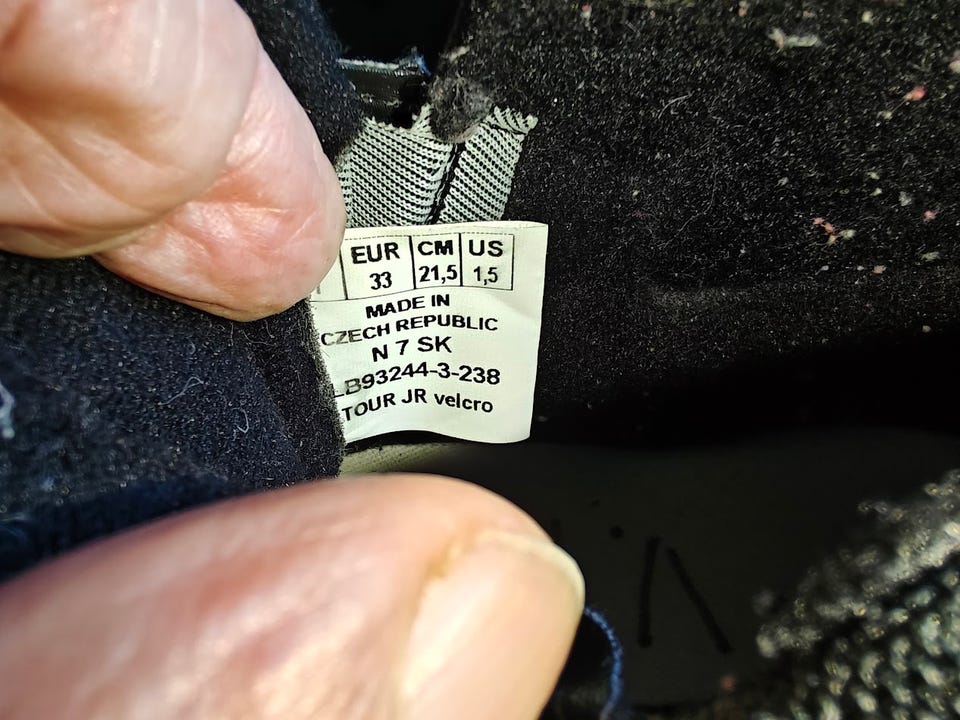 EUR CM US
33 21,5 1,5
MADE IN
CZECH REPUBLIC
N 7 SK
LB93244-3-238
TOUR JR velcro